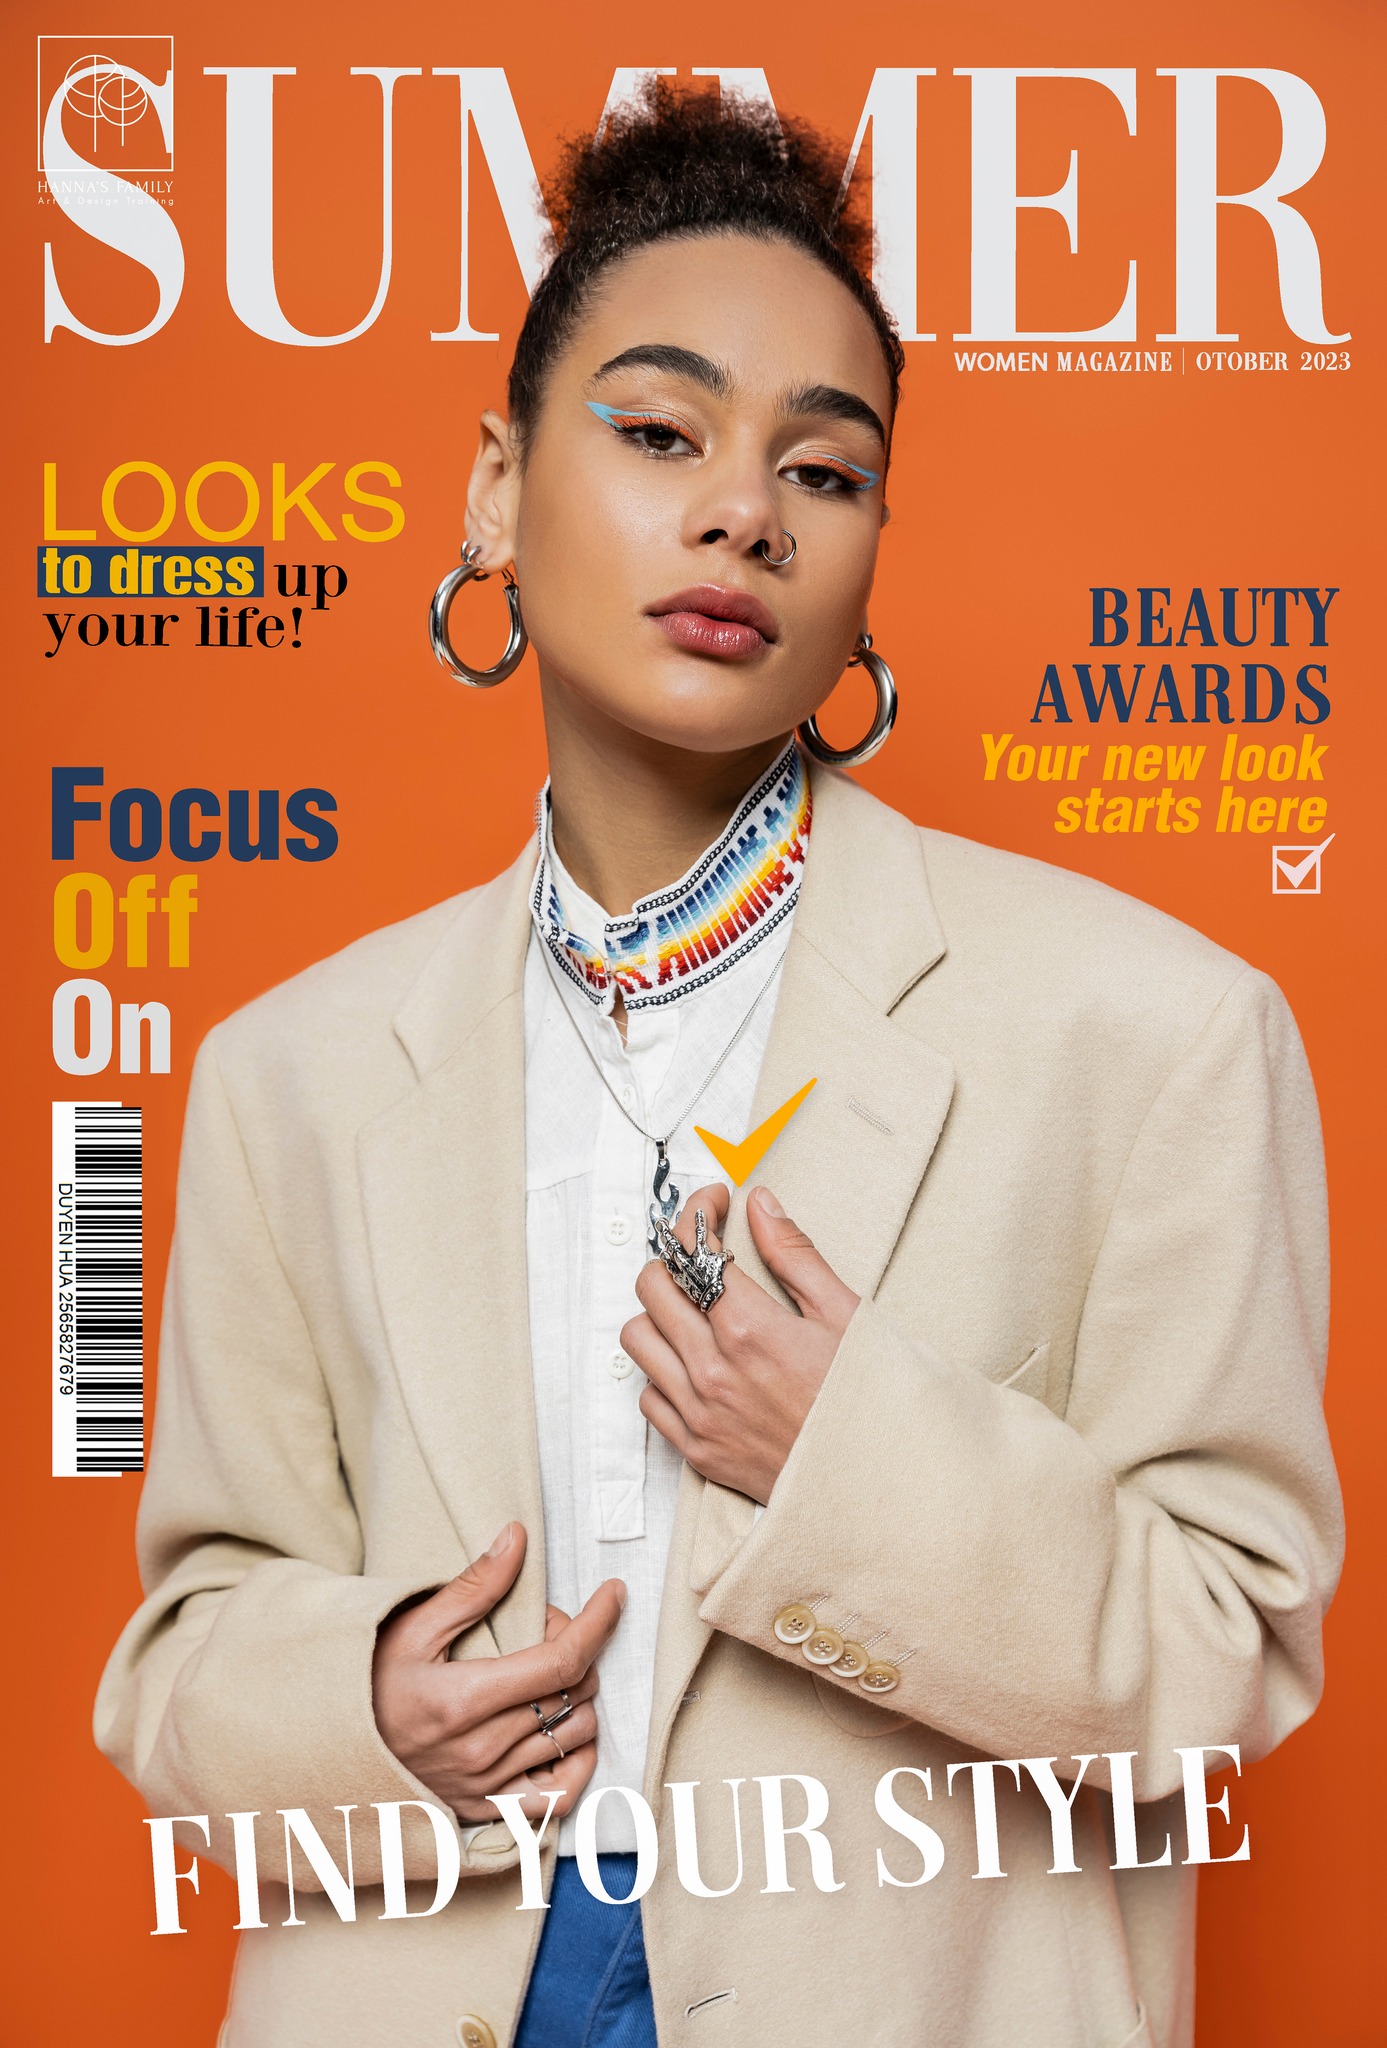 SUMMER
HANNA'S FAMILY
Art & Design Training
WOMEN MAGAZINE | OTOBER 2023
LOOKS
to dress up
your life!
BEAUTY
AWARDS
Your new look
starts here
Focus
Off
On
DUYEN HUA 2565827679
FIND YOUR STYLE